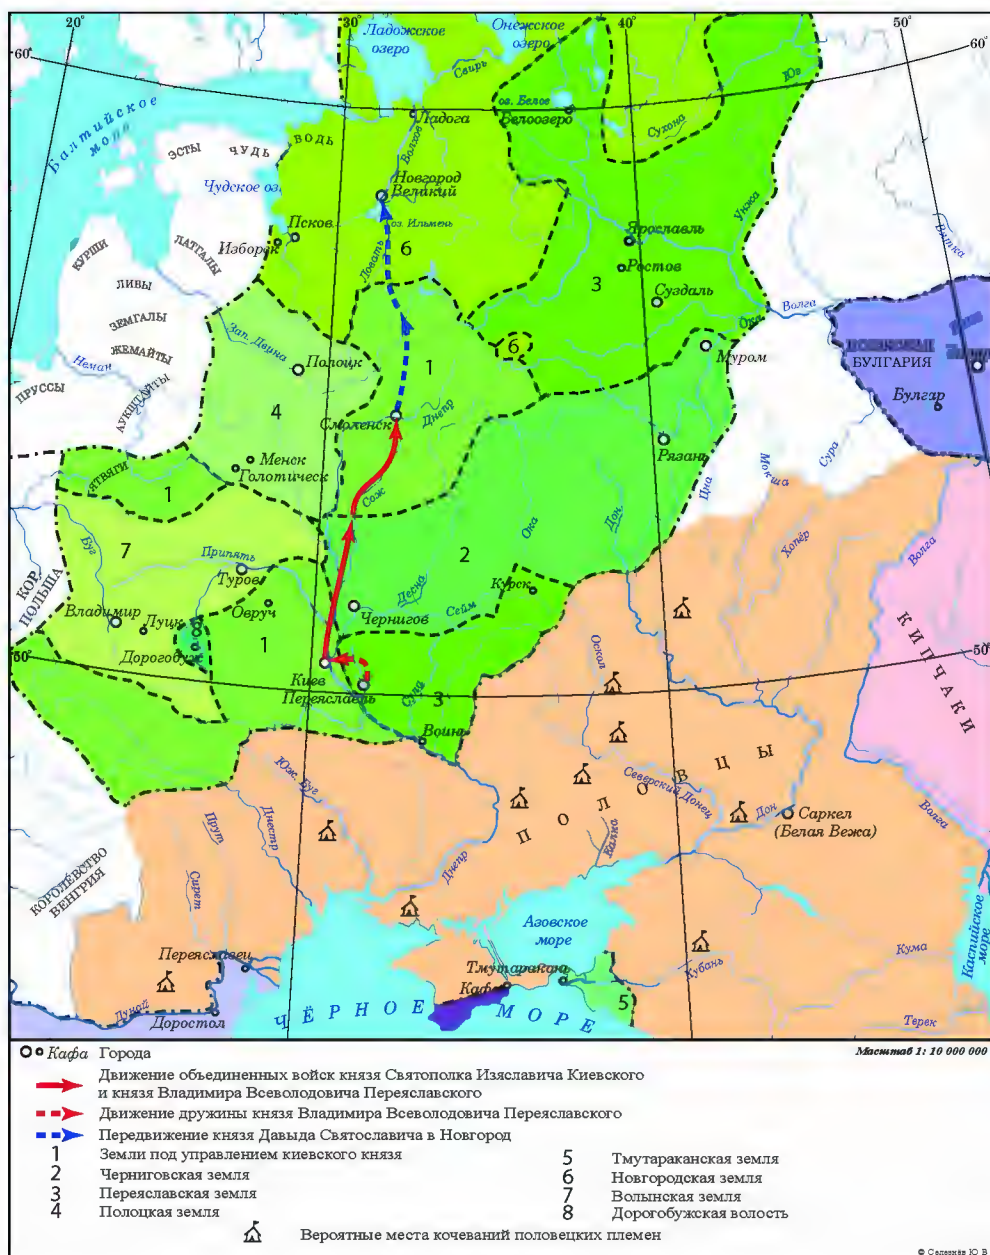 20°
30°
40°
50°
60°
60°
Ладожское
озеро
Онежское
озеро
Свирь
Юг
оз. Белое
Белоозеро
Сухона
Балтийское
море
Ладога
Волхов
ВОДЬ
ЭСТЫ
ЧУДЬ
Чудское оз.
Новгород
Великий
Псков
оз. Ильмень
Изборск
Ловать
6
Унжа
Вятка
Ярославль
Ростов
3
Суздаль
КУРШИ
ЛАТГАЛЫ
ЛИВЫ
ЗЕМГАЛЫ
ЖЕМАЙТЫ
Неман
ПРУССЫ
АУКШТАЙТЫ
Зап. Двина
Полоцк
4
1
6
Волга
Ока
Муром
БУЛГАРИЯ
Булгар
Смоленск
Днепр
Рязань
Сура
Мокша
Цна
Менск
Голотическ
ЯТВЯГИ
1
Сож
Ока
Дон
Хопёр
Волга
7
Буг
Припять
2
КОР.
ПОЛЬША
Туров
Десна
Курск
Сейм
Владимир
Луцк
Овруч
Чернигов
Дорогобуж
1
Оскол
КИПЧАКИ
50°
50°
Киев
Переяславль
Сула
3
Воинь
Юж. Буг
Северский Донец
ПОЛОВЦЫ
Дон
Саркел
(Белая Вежа)
Волга
Прут
Днестр
Калка
Днепр
КОРОЛЕВСТВО
ВЕНГРИЯ
Сирет
Азовское
море
Каспийское
море
Переяславец
Тмутаракань
Кубань
Кума
Кафа
5
Дунай
Доростол
ЧЁРНОЕ МОРЕ
Терек
Кафа Города
Масштаб 1: 10 000 000
Движение объединенных войск князя Святополка Изяславича Киевского
и князя Владимира Всеволодовича Переяславского
Движение дружины князя Владимира Всеволодовича Переяславского
Передвижение князя Давыда Святославича в Новгород
1 Земли под управлением киевского князя
2 Черниговская земля
3 Переяславская земля
4 Полоцкая земля
5 Тмутараканская земля
6 Новгородская земля
7 Волынская земля
8 Дорогобужская волость
Вероятные места кочеваний половецких племен
© Селезнёв Ю.В.